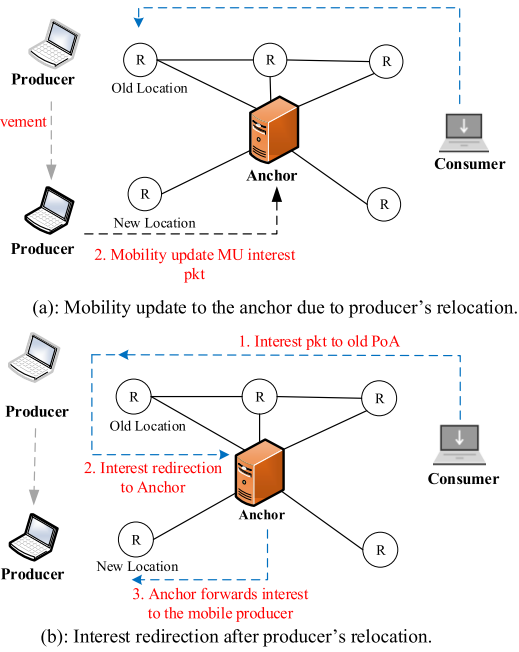 Producer
R
R
R
Old Location
vement
Anchor
Consumer
R
R
New Location
Producer
2. Mobility update MU interest
pkt
(a): Mobility update to the anchor due to producer's relocation.
1. Interest pkt to old PoA
Producer
R
R
R
Old Location
2. Interest redirection
to Anchor
Consumer
Anchor
R
R
New Location
Producer
3. Anchor forwards interest
to the mobile producer
(b): Interest redirection after producer's relocation.